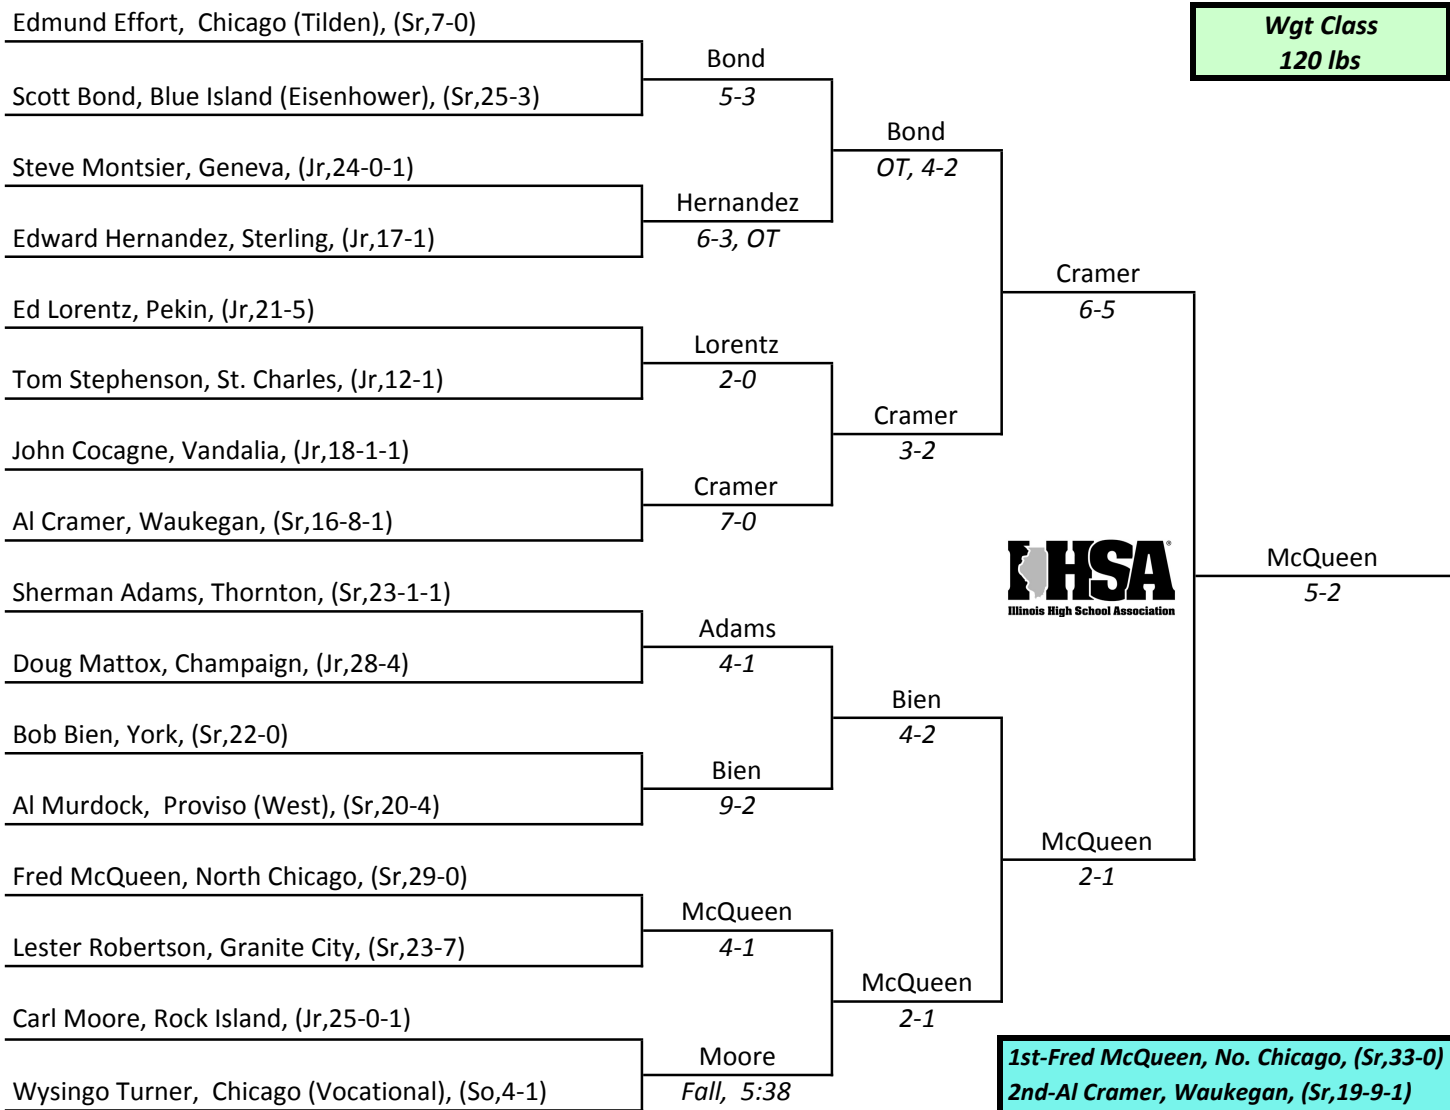 Edmund Effort,  Chicago (Tilden), (Sr,7-0)
Wgt Class
120 lbs
Bond
5-3
Scott Bond, Blue Island (Eisenhower), (Sr,25-3)
Bond
OT, 4-2
Steve Montsier, Geneva, (Jr,24-0-1)
Hernandez
6-3, OT
Edward Hernandez, Sterling, (Jr,17-1)
Cramer
6-5
Ed Lorentz, Pekin, (Jr,21-5)
Lorentz
2-0
Tom Stephenson, St. Charles, (Jr,12-1)
Cramer
3-2
John Cocagne, Vandalia, (Jr,18-1-1)
Cramer
7-0
Al Cramer, Waukegan, (Sr,16-8-1)
IHSA®
Illinois High School Association
McQueen
5-2
Sherman Adams, Thornton, (Sr,23-1-1)
Adams
4-1
Doug Mattox, Champaign, (Jr,28-4)
Bien
4-2
Bob Bien, York, (Sr,22-0)
Bien
9-2
Al Murdock,  Proviso (West), (Sr,20-4)
McQueen
2-1
Fred McQueen, North Chicago, (Sr,29-0)
McQueen
4-1
Lester Robertson, Granite City, (Sr,23-7)
McQueen
2-1
Carl Moore, Rock Island, (Jr,25-0-1)
Moore
Fall,  5:38
Wysingo Turner,  Chicago (Vocational), (So,4-1)
1st-Fred McQueen, No. Chicago, (Sr,33-0)
2nd-Al Cramer, Waukegan, (Sr,19-9-1)